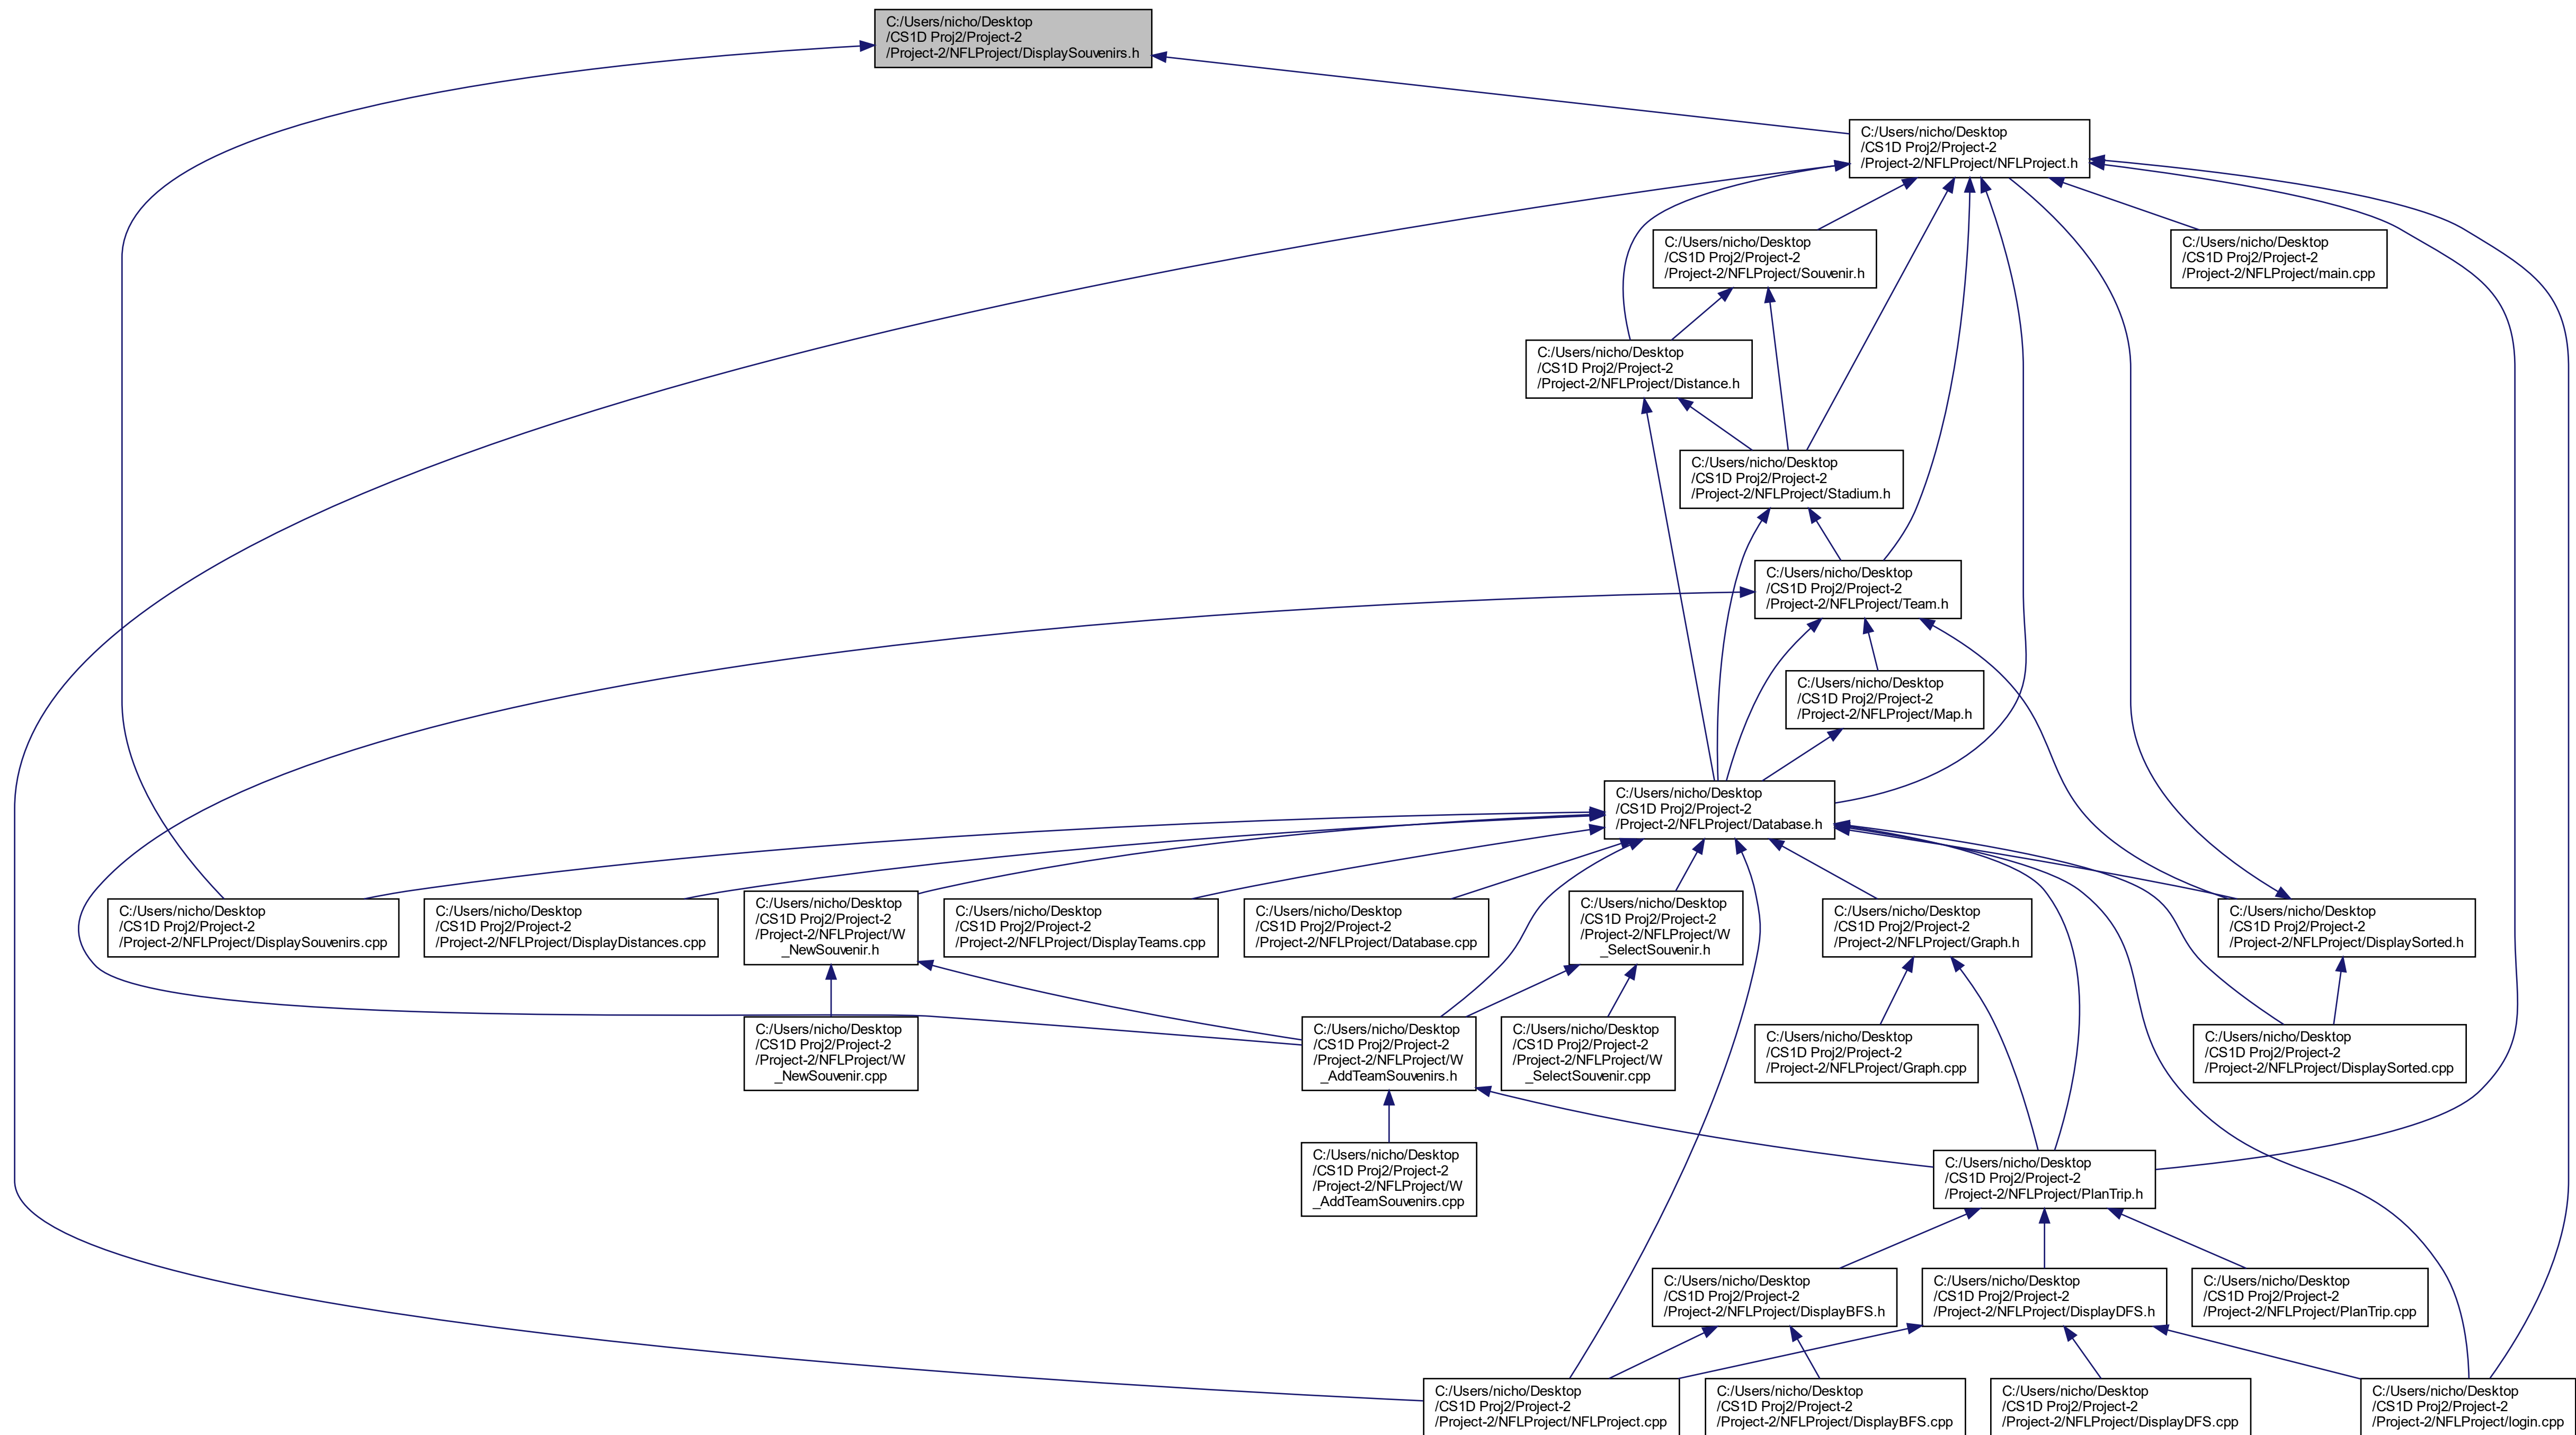 C:/Users/nicho/Desktop
/CS1D Proj2/Project-2
/Project-2/NFLProject/DisplaySouvenirs.h
C:/Users/nicho/Desktop
/CS1D Proj2/Project-2
/Project-2/NFLProject/NFLProject.h
C:/Users/nicho/Desktop
/CS1D Proj2/Project-2
/Project-2/NFLProject/Souvenir.h
C:/Users/nicho/Desktop
/CS1D Proj2/Project-2
/Project-2/NFLProject/main.cpp
C:/Users/nicho/Desktop
/CS1D Proj2/Project-2
/Project-2/NFLProject/Distance.h
C:/Users/nicho/Desktop
/CS1D Proj2/Project-2
/Project-2/NFLProject/Stadium.h
C:/Users/nicho/Desktop
/CS1D Proj2/Project-2
/Project-2/NFLProject/Team.h
C:/Users/nicho/Desktop
/CS1D Proj2/Project-2
/Project-2/NFLProject/Map.h
C:/Users/nicho/Desktop
/CS1D Proj2/Project-2
/Project-2/NFLProject/Database.h
C:/Users/nicho/Desktop
/CS1D Proj2/Project-2
/Project-2/NFLProject/DisplaySouvenirs.cpp
C:/Users/nicho/Desktop
/CS1D Proj2/Project-2
/Project-2/NFLProject/DisplayDistances.cpp
C:/Users/nicho/Desktop
/CS1D Proj2/Project-2
/Project-2/NFLProject/W
_NewSouvenir.h
C:/Users/nicho/Desktop
/CS1D Proj2/Project-2
/Project-2/NFLProject/DisplayTeams.cpp
C:/Users/nicho/Desktop
/CS1D Proj2/Project-2
/Project-2/NFLProject/Database.cpp
C:/Users/nicho/Desktop
/CS1D Proj2/Project-2
/Project-2/NFLProject/W
_SelectSouvenir.h
C:/Users/nicho/Desktop
/CS1D Proj2/Project-2
/Project-2/NFLProject/Graph.h
C:/Users/nicho/Desktop
/CS1D Proj2/Project-2
/Project-2/NFLProject/DisplaySorted.h
C:/Users/nicho/Desktop
/CS1D Proj2/Project-2
/Project-2/NFLProject/W
_NewSouvenir.cpp
C:/Users/nicho/Desktop
/CS1D Proj2/Project-2
/Project-2/NFLProject/W
_AddTeamSouvenirs.h
C:/Users/nicho/Desktop
/CS1D Proj2/Project-2
/Project-2/NFLProject/W
_SelectSouvenir.cpp
C:/Users/nicho/Desktop
/CS1D Proj2/Project-2
/Project-2/NFLProject/Graph.cpp
C:/Users/nicho/Desktop
/CS1D Proj2/Project-2
/Project-2/NFLProject/DisplaySorted.cpp
C:/Users/nicho/Desktop
/CS1D Proj2/Project-2
/Project-2/NFLProject/W
_AddTeamSouvenirs.cpp
C:/Users/nicho/Desktop
/CS1D Proj2/Project-2
/Project-2/NFLProject/PlanTrip.h
C:/Users/nicho/Desktop
/CS1D Proj2/Project-2
/Project-2/NFLProject/DisplayBFS.h
C:/Users/nicho/Desktop
/CS1D Proj2/Project-2
/Project-2/NFLProject/DisplayDFS.h
C:/Users/nicho/Desktop
/CS1D Proj2/Project-2
/Project-2/NFLProject/PlanTrip.cpp
C:/Users/nicho/Desktop
/CS1D Proj2/Project-2
/Project-2/NFLProject/NFLProject.cpp
C:/Users/nicho/Desktop
/CS1D Proj2/Project-2
/Project-2/NFLProject/DisplayBFS.cpp
C:/Users/nicho/Desktop
/CS1D Proj2/Project-2
/Project-2/NFLProject/DisplayDFS.cpp
C:/Users/nicho/Desktop
/CS1D Proj2/Project-2
/Project-2/NFLProject/login.cpp